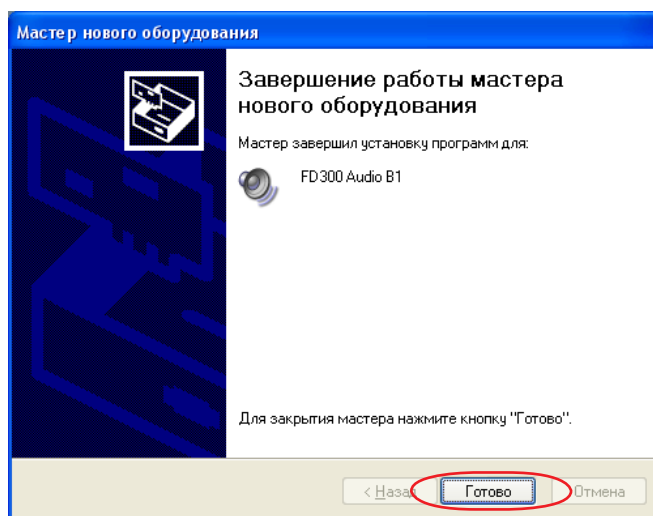 Мастер нового оборудования
Завершение работы мастера
нового оборудования
Мастер завершил установку программ для:
FD300 Audio B1
Для закрытия мастера нажмите кнопку "Готово".
< Назад
Готово
Отмена